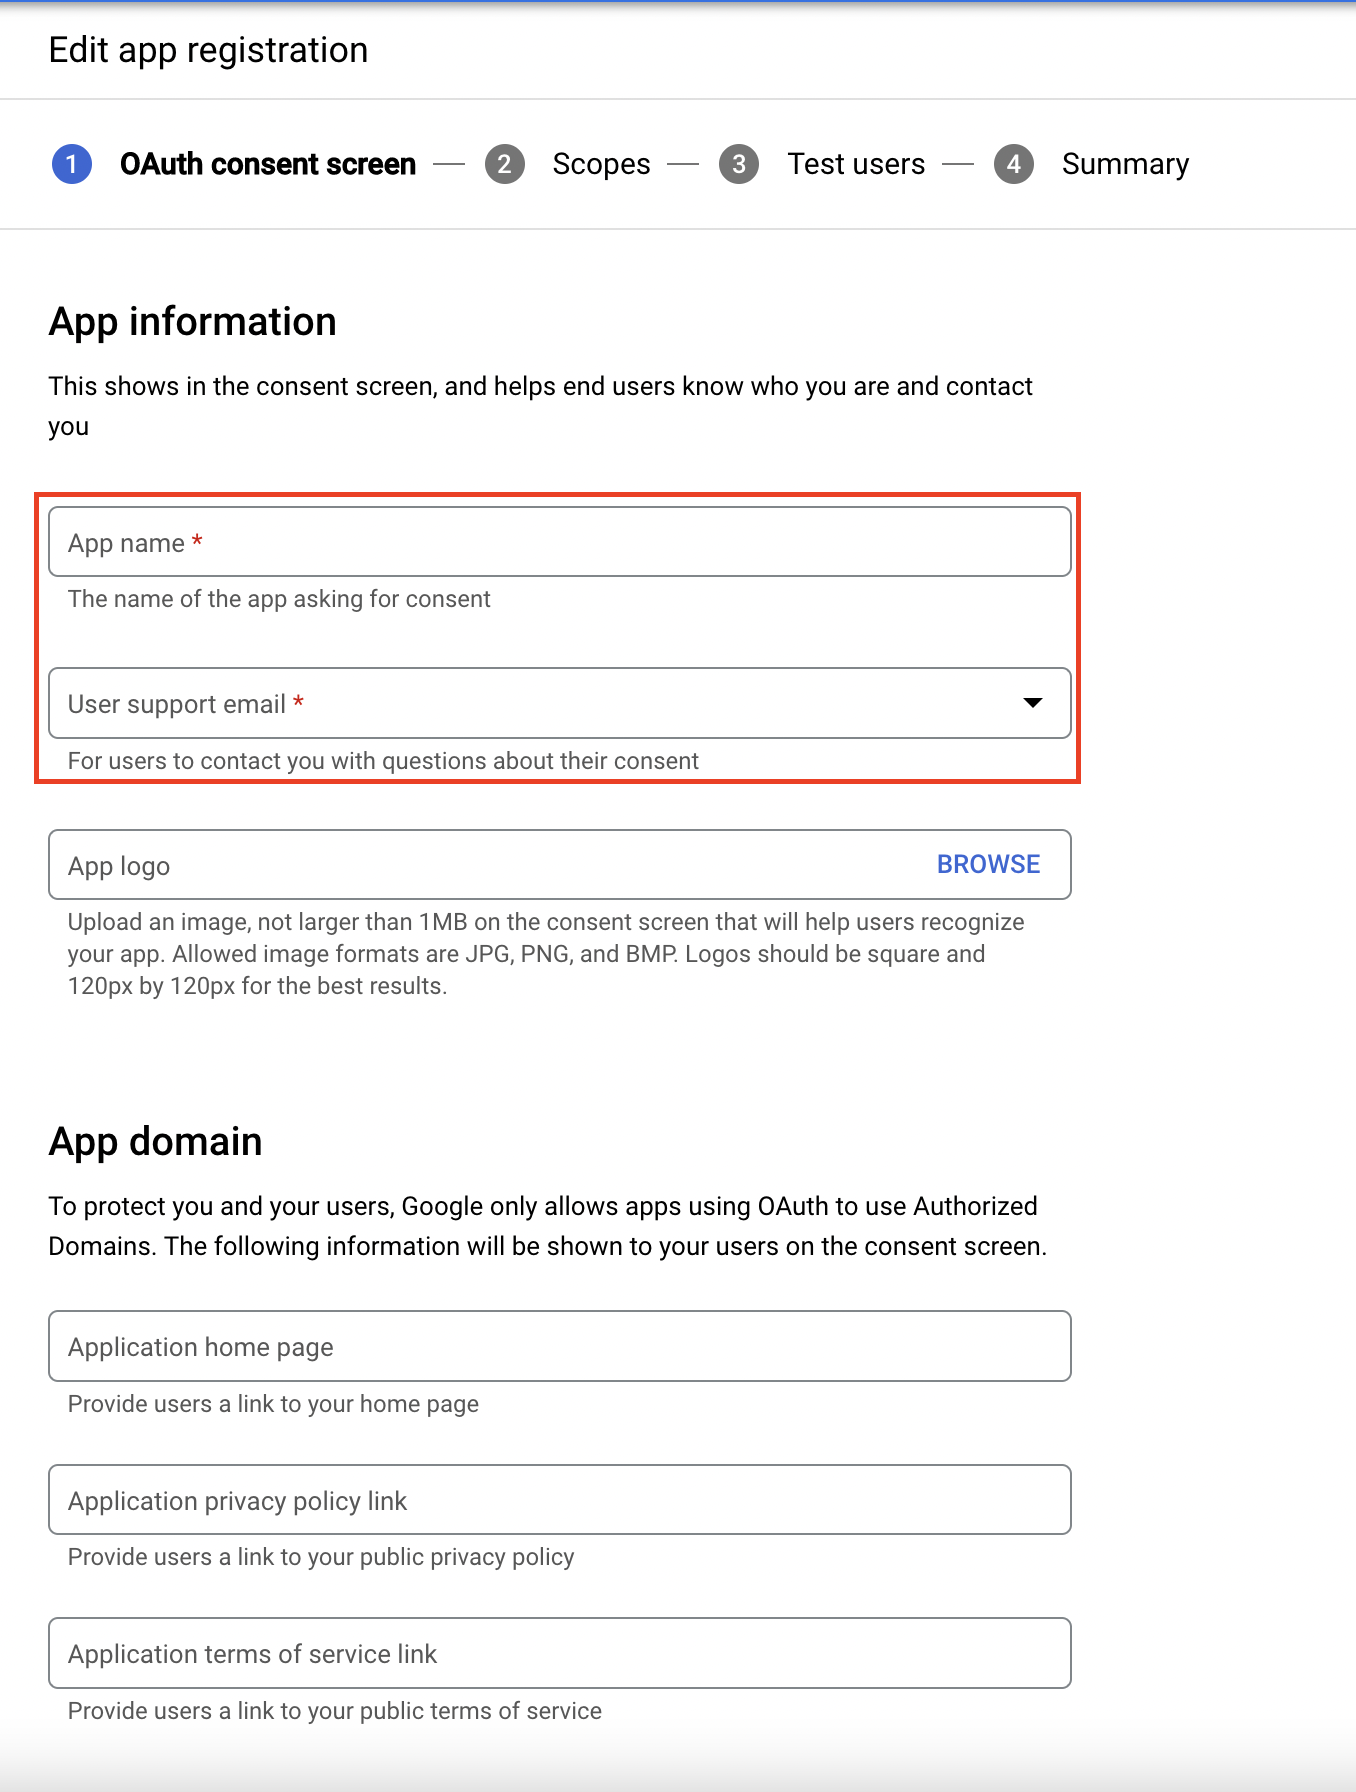 Edit app registration
1 OAuth consent screen — 2 Scopes — 3 Test users — 4 Summary
App information
This shows in the consent screen, and helps end users know who you are and contact
you
App name *
The name of the app asking for consent
User support email *
For users to contact you with questions about their consent
App logo BROWSE
Upload an image, not larger than 1MB on the consent screen that will help users recognize
your app. Allowed image formats are JPG, PNG, and BMP. Logos should be square and
120px by 120px for the best results.
App domain
To protect you and your users, Google only allows apps using OAuth to use Authorized
Domains. The following information will be shown to your users on the consent screen.
Application home page
Provide users a link to your home page
Application privacy policy link
Provide users a link to your public privacy policy
Application terms of service link
Provide users a link to your public terms of service